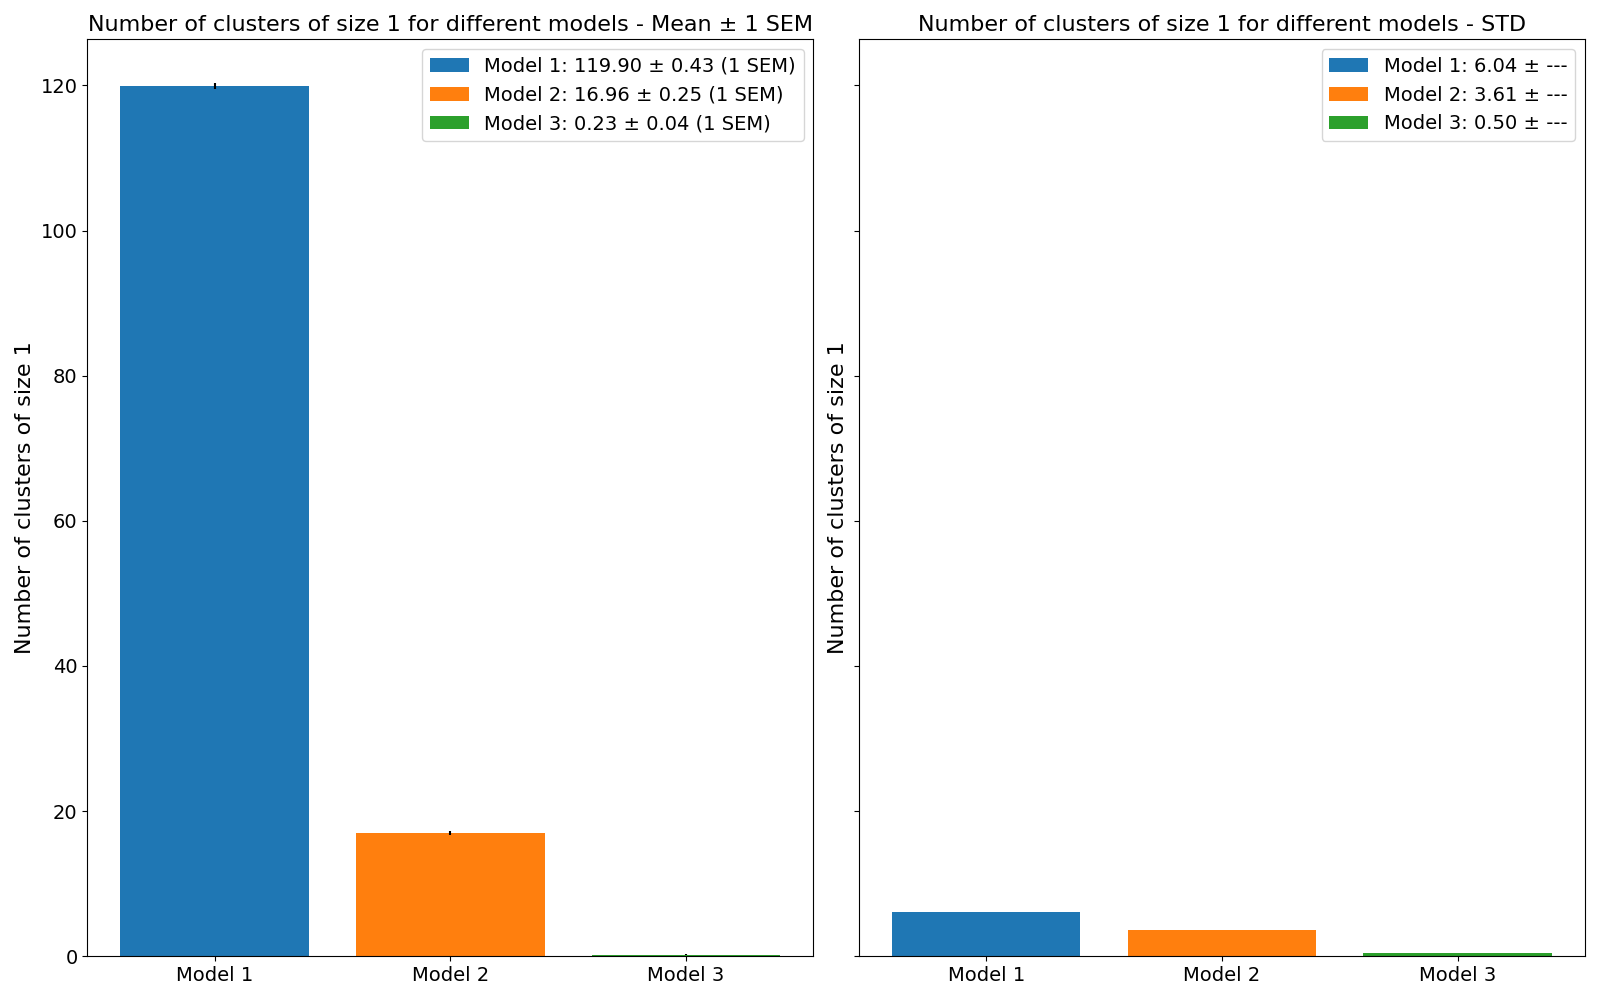 Number of clusters of size 1 for different models - Mean ± 1 SEM
Number of clusters of size 1
120
100
80
60
40
20
0
Model 1: 119.90 ± 0.43 (1 SEM)
Model 2: 16.96 ± 0.25 (1 SEM)
Model 3: 0.23 ± 0.04 (1 SEM)
Model 1
Model 2
Model 3
Number of clusters of size 1 for different models - STD
Number of clusters of size 1
Model 1: 6.04 ± ---
Model 2: 3.61 ± ---
Model 3: 0.50 ± ---
Model 1
Model 2
Model 3